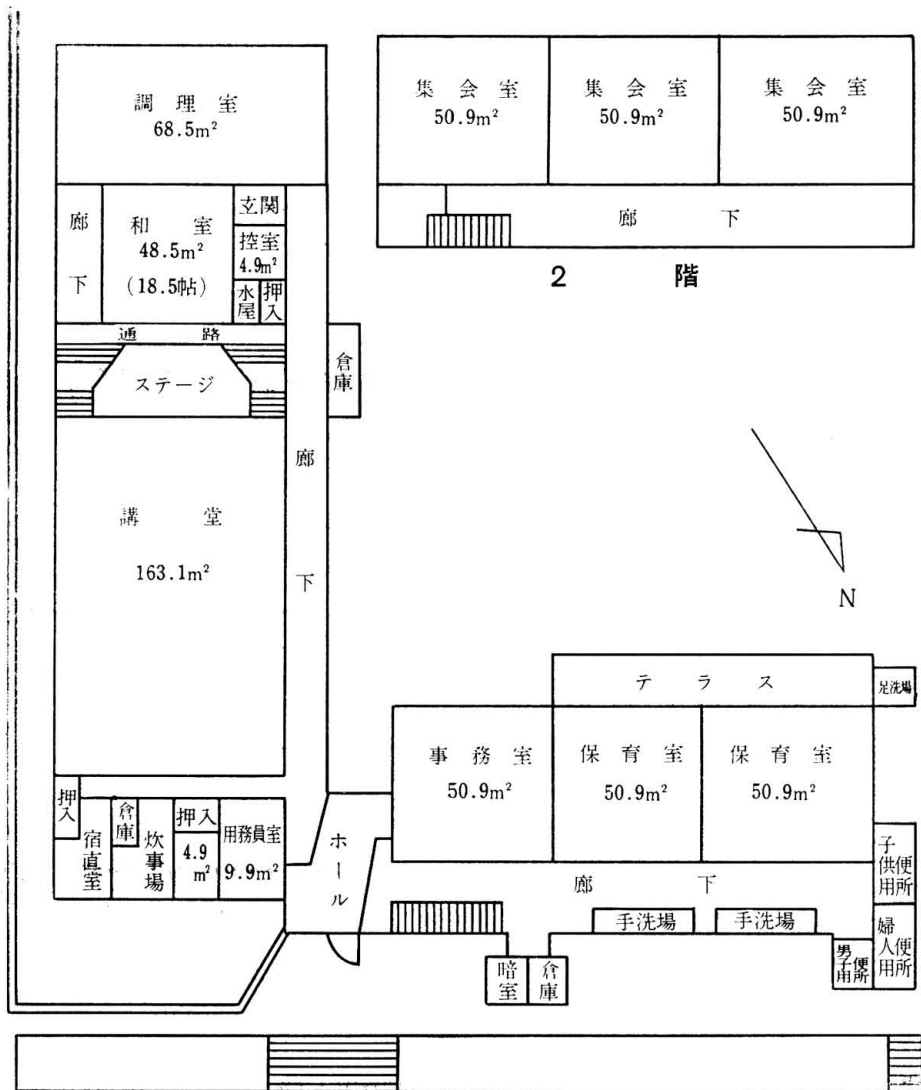 調理室
68.5m²
集会室
50.9m²
集会室
50.9m²
集会室
50.9m²
廊下
2階
廊下
和室
48.5m²
(18.5帖)
玄関
控室
4.9m²
水屋
押入
通路
ステージ
倉庫
廊下
講堂
163.1m²
N
テラス
足洗場
事務室
50.9m²
保育室
50.9m²
保育室
50.9m²
押入
宿直室
倉庫
炊事場
押入
4.9m²
用務員室
9.9m²
ホール
廊下
手洗場
手洗場
子供用便所
婦人用便所
男子用便所
暗室
倉庫